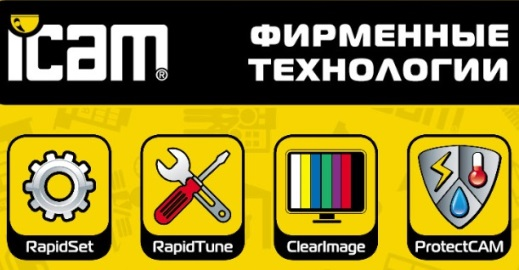 icam®
ФИРМЕННЫЕ
ТЕХНОЛОГИИ
RapidSet
RapidTune
ClearImage
ProtectCAM